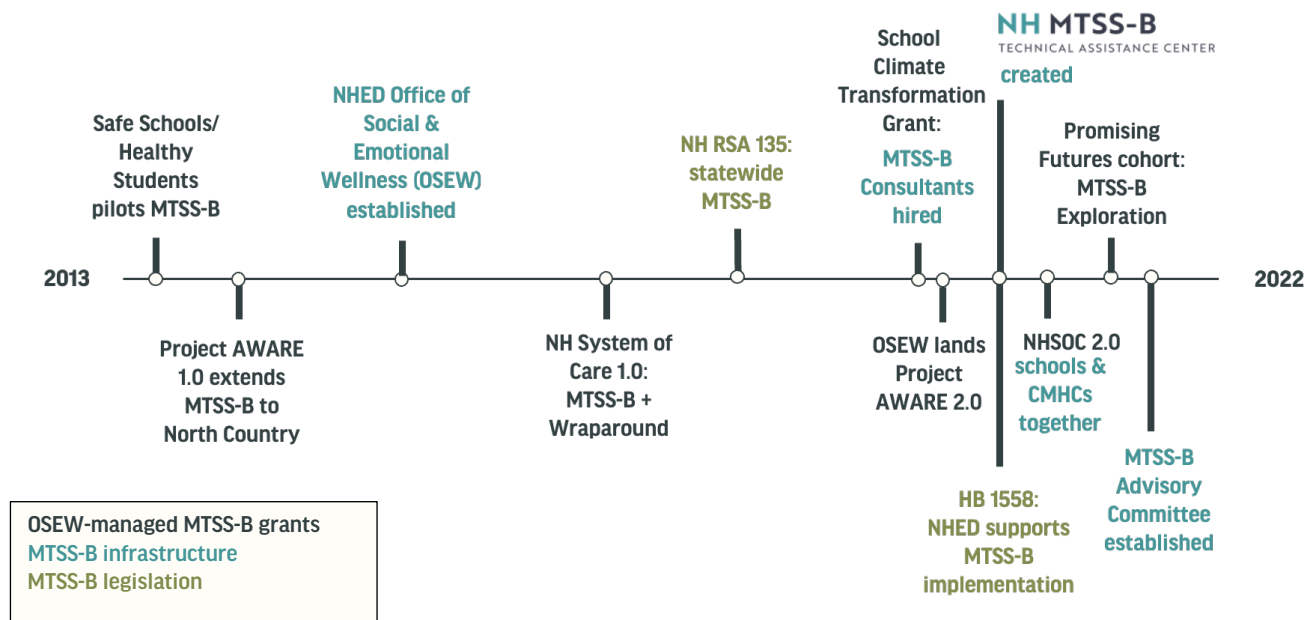 NH MTSS-B
TECHNICAL ASSISTANCE CENTER
created
School
Climate
Transformation
Grant:
MTSS-B
Consultants
hired
NHED Office of
Social &
Emotional
Wellness (OSEW)
established
Safe Schools/
Healthy
Students
pilots MTSS-B
NH RSA 135:
statewide
MTSS-B
Promising
Futures cohort:
MTSS-B
Exploration
2013
2022
Project AWARE
1.0 extends
MTSS-B to
North Country
NH System of
Care 1.0:
MTSS-B +
Wraparound
OSEW lands
Project
AWARE 2.0
NHSOC 2.0
schools &
CMHCs
together
MTSS-B
Advisory
Committee
established
HB 1558:
NHED supports
MTSS-B
implementation
OSEW-managed MTSS-B grants
MTSS-B infrastructure
MTSS-B legislation